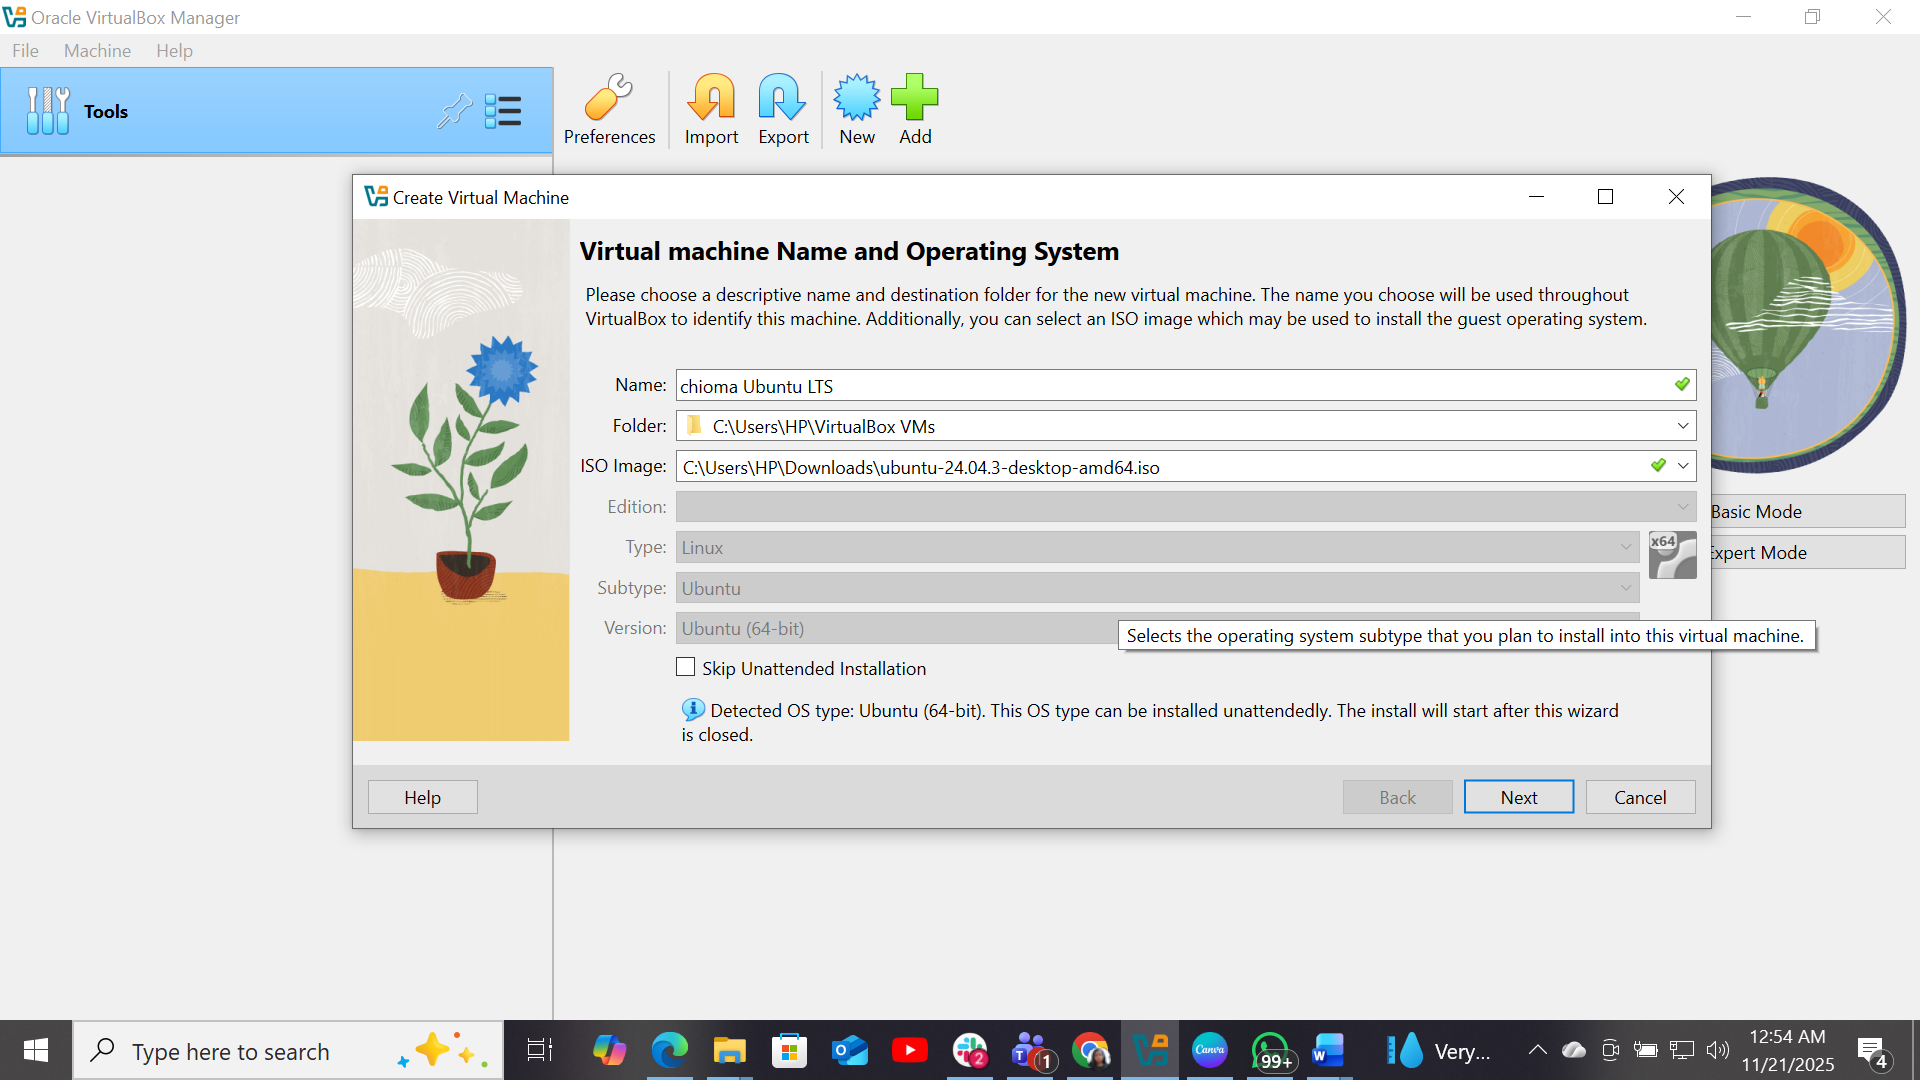 Oracle VirtualBox Manager
File Machine Help
Tools
Preferences Import Export New Add
Create Virtual Machine
Virtual machine Name and Operating System
Please choose a descriptive name and destination folder for the new virtual machine. The name you choose will be used throughout
VirtualBox to identify this machine. Additionally, you can select an ISO image which may be used to install the guest operating system.
Name: chioma Ubuntu LTS
Folder: C:\Users\HP\VirtualBox VMs
ISO Image: C:\Users\HP\Downloads\ubuntu-24.04.3-desktop-amd64.iso
Edition:
Basic Mode
Type: Linux
x64
Expert Mode
Subtype: Ubuntu
Version: Ubuntu (64-bit)
Selects the operating system subtype that you plan to install into this virtual machine.
Skip Unattended Installation
Detected OS type: Ubuntu (64-bit). This OS type can be installed unattendedly. The install will start after this wizard
is closed.
Help Back Next Cancel
Type here to search
2
1
Canva
99+
Very...
12:54 AM
11/21/2025
4